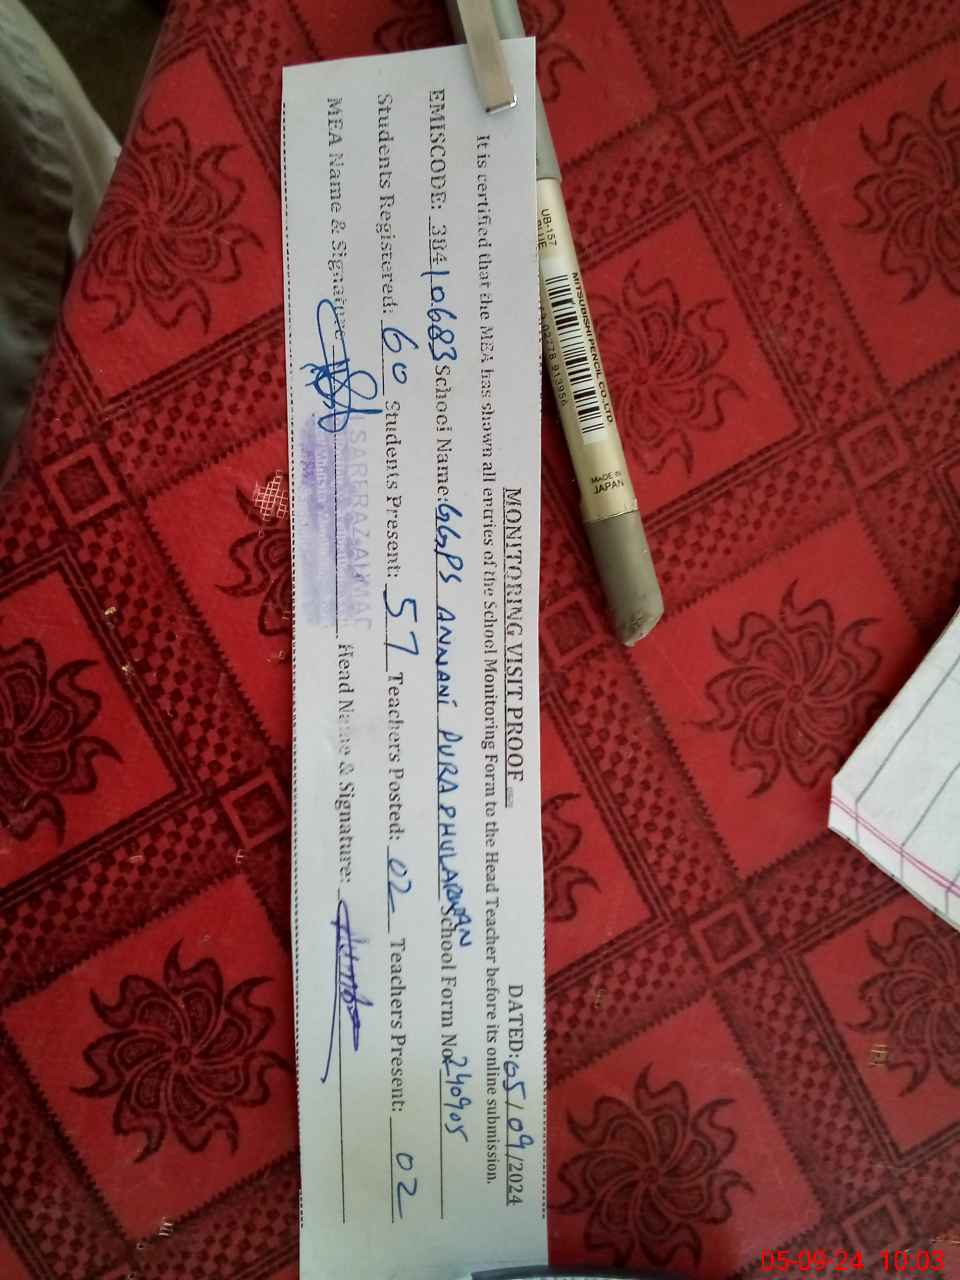 MONITORING VISIT PROOF
DATED: 05/09/2024
It is certified that the MEA has shown all entries of the School Monitoring Form to the Head Teacher before its online submission.
EMISCODE: 38410683 School Name: GGPS ANNANI PURA PHULARWAN School Form No. 240905
Students Registered: 60 Students Present: 57 Teachers Posted: 02 Teachers Present: 02
MEA Name & Signature Head Name & Signature:
UB-157
BLUE
MITSUBISHI PENCIL CO.,LTD
02778 913956
MADE IN
JAPAN
05-09-24 10:03